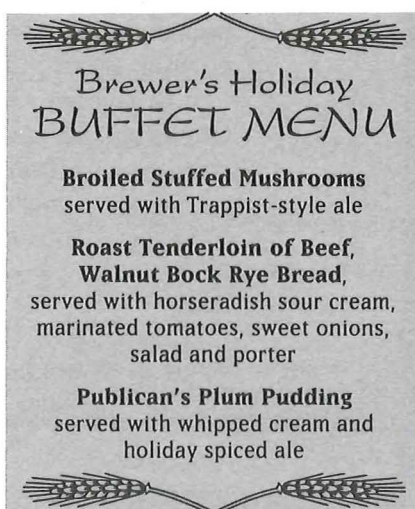 Brewer's Holiday
BUFFET MENU
Broiled Stuffed Mushrooms
served with Trappist-style ale
Roast Tenderloin of Beef,
Walnut Bock Rye Bread,
served with horseradish sour cream,
marinated tomatoes, sweet onions,
salad and porter
Publican's Plum Pudding
served with whipped cream and
holiday spiced ale